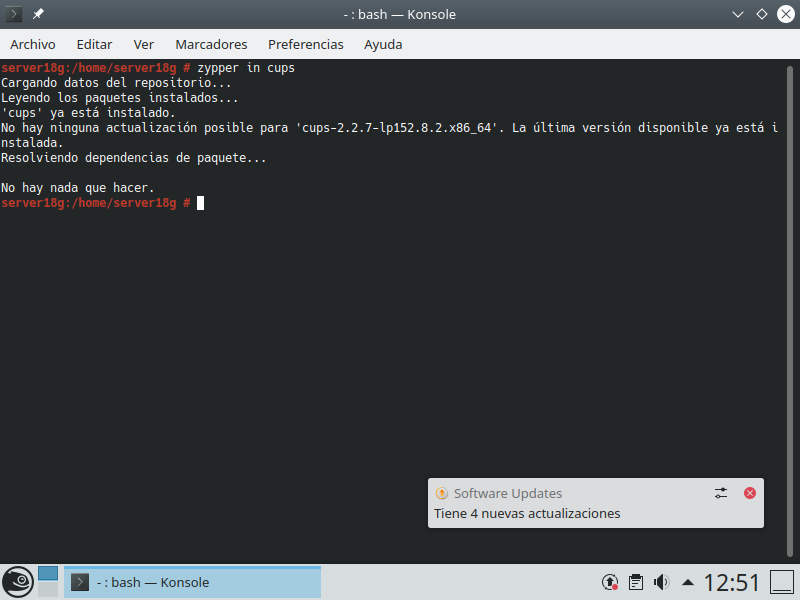 - : bash — Konsole
Archivo Editar Ver Marcadores Preferencias Ayuda
server18g:/home/server18g # zypper in cups
Cargando datos del repositorio...
Leyendo los paquetes instalados...
'cups' ya está instalado.
No hay ninguna actualización posible para 'cups-2.2.7-lp152.8.2.x86_64'. La última versión disponible ya está i
nstalada.
Resolviendo dependencias de paquete...
No hay nada que hacer.
server18g:/home/server18g #
Software Updates
Tiene 4 nuevas actualizaciones
- : bash — Konsole
12:51